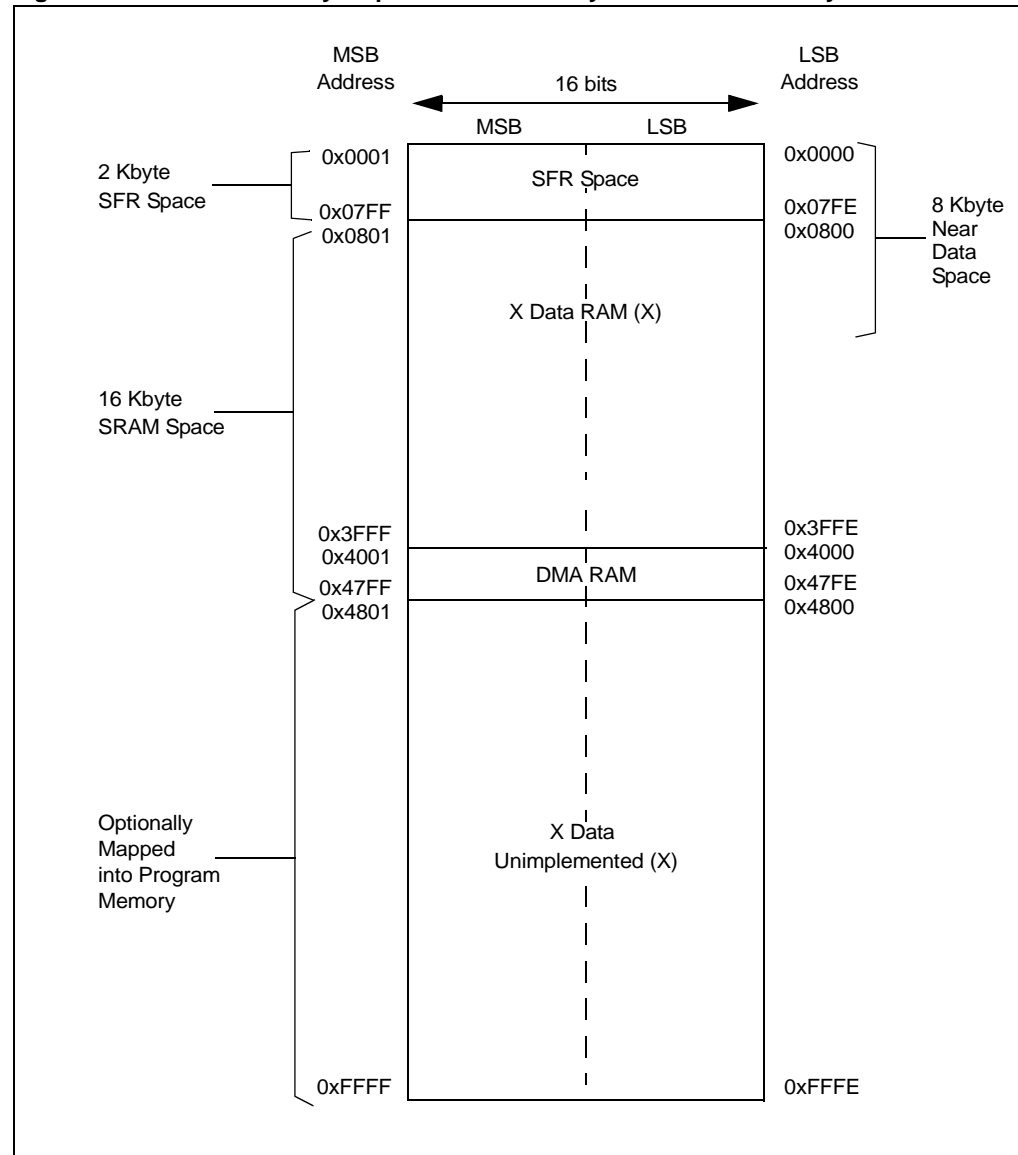 MSB
Address
LSB
Address
16 bits
MSB
LSB
2 Kbyte
SFR Space
0x0001
0x07FF
0x0801
SFR Space
0x0000
0x07FE
0x0800
8 Kbyte
Near
Data
Space
X Data RAM (X)
16 Kbyte
SRAM Space
0x3FFF
0x4001
0x47FF
0x4801
DMA RAM
0x3FFE
0x4000
0x47FE
0x4800
Optionally
Mapped
into Program
Memory
X Data
Unimplemented (X)
0xFFFF
0xFFFE